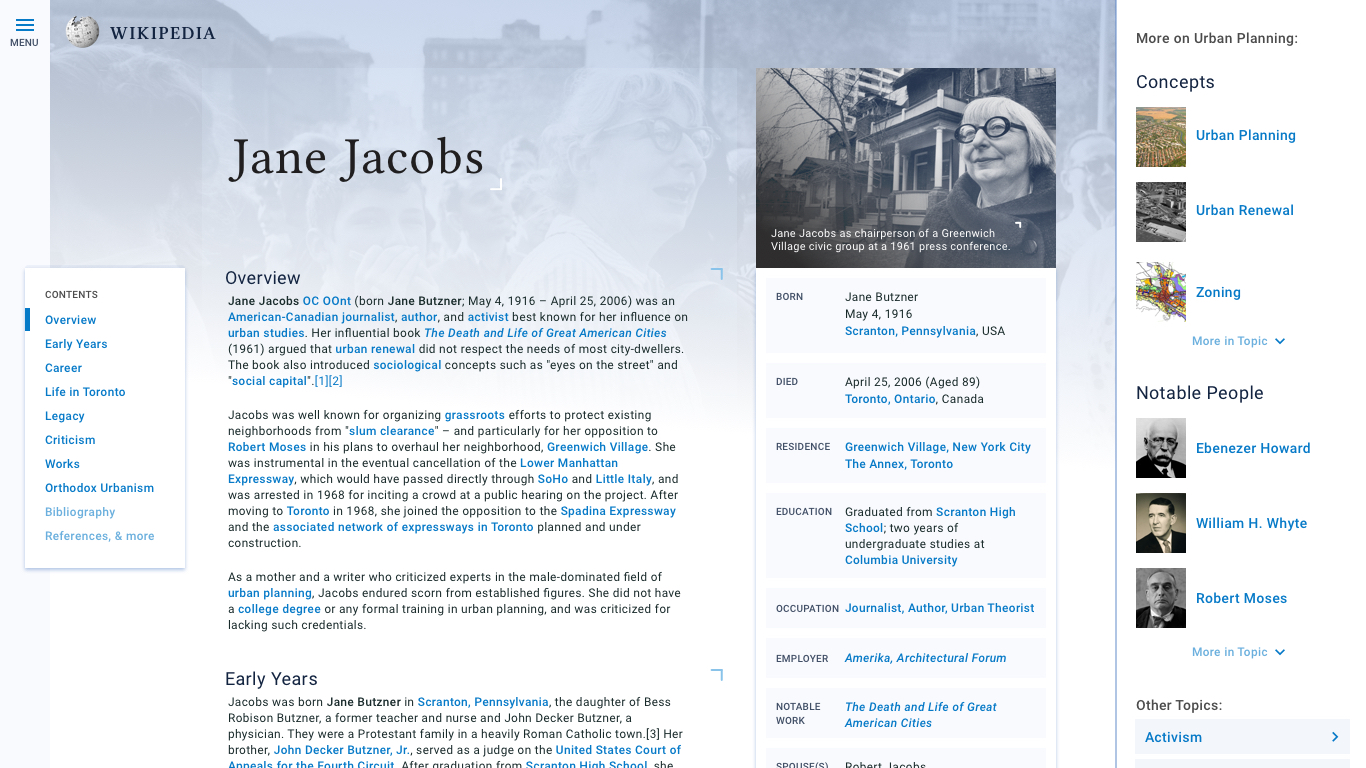 MENU
WIKIPEDIA
Jane Jacobs
Jane Jacobs as chairperson of a Greenwich
Village civic group at a 1961 press conference.
CONTENTS
Overview
Early Years
Career
Life in Toronto
Legacy
Criticism
Works
Orthodox Urbanism
Bibliography
References, & more
Overview
Jane Jacobs OC OOnt (born Jane Butzner; May 4, 1916 – April 25, 2006) was an
American-Canadian journalist, author, and activist best known for her influence on
urban studies. Her influential book The Death and Life of Great American Cities
(1961) argued that urban renewal did not respect the needs of most city-dwellers.
The book also introduced sociological concepts such as "eyes on the street" and
"social capital".[1][2]
Jacobs was well known for organizing grassroots efforts to protect existing
neighborhoods from "slum clearance" – and particularly for her opposition to
Robert Moses in his plans to overhaul her neighborhood, Greenwich Village. She
was instrumental in the eventual cancellation of the Lower Manhattan
Expressway, which would have passed directly through SoHo and Little Italy, and
was arrested in 1968 for inciting a crowd at a public hearing on the project. After
moving to Toronto in 1968, she joined the opposition to the Spadina Expressway
and the associated network of expressways in Toronto planned and under
construction.
As a mother and a writer who criticized experts in the male-dominated field of
urban planning, Jacobs endured scorn from established figures. She did not have
a college degree or any formal training in urban planning, and was criticized for
lacking such credentials.
Early Years
Jacobs was born Jane Butzner in Scranton, Pennsylvania, the daughter of Bess
Robison Butzner, a former teacher and nurse and John Decker Butzner, a
physician. They were a Protestant family in a heavily Roman Catholic town.[3] Her
brother, John Decker Butzner, Jr., served as a judge on the United States Court of
Appeals for the Fourth Circuit. After graduation from Scranton High School, she
BORN
Jane Butzner
May 4, 1916
Scranton, Pennsylvania, USA
DIED
April 25, 2006 (Aged 89)
Toronto, Ontario, Canada
RESIDENCE
Greenwich Village, New York City
The Annex, Toronto
EDUCATION
Graduated from Scranton High
School; two years of
undergraduate studies at
Columbia University
OCCUPATION
Journalist, Author, Urban Theorist
EMPLOYER
Amerika, Architectural Forum
NOTABLE
WORK
The Death and Life of Great
American Cities
SPOUSE(S)
Robert Jacobs
More on Urban Planning:
Concepts
Urban Planning
Urban Renewal
Zoning
More in Topic
Notable People
Ebenezer Howard
William H. Whyte
Robert Moses
More in Topic
Other Topics:
Activism